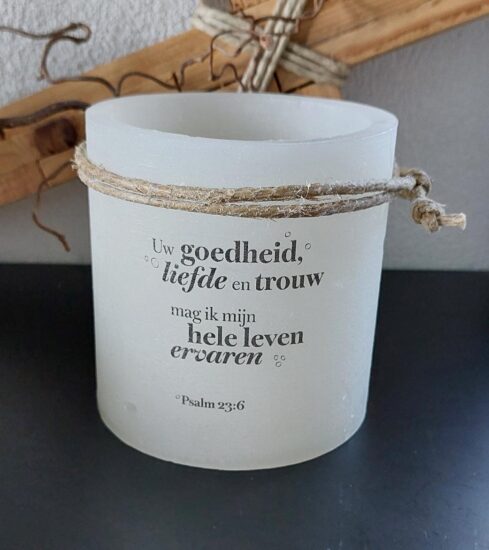 Uw goedheid,
liefde en trouw
mag ik mijn
hele leven
ervaren
Psalm 23:6